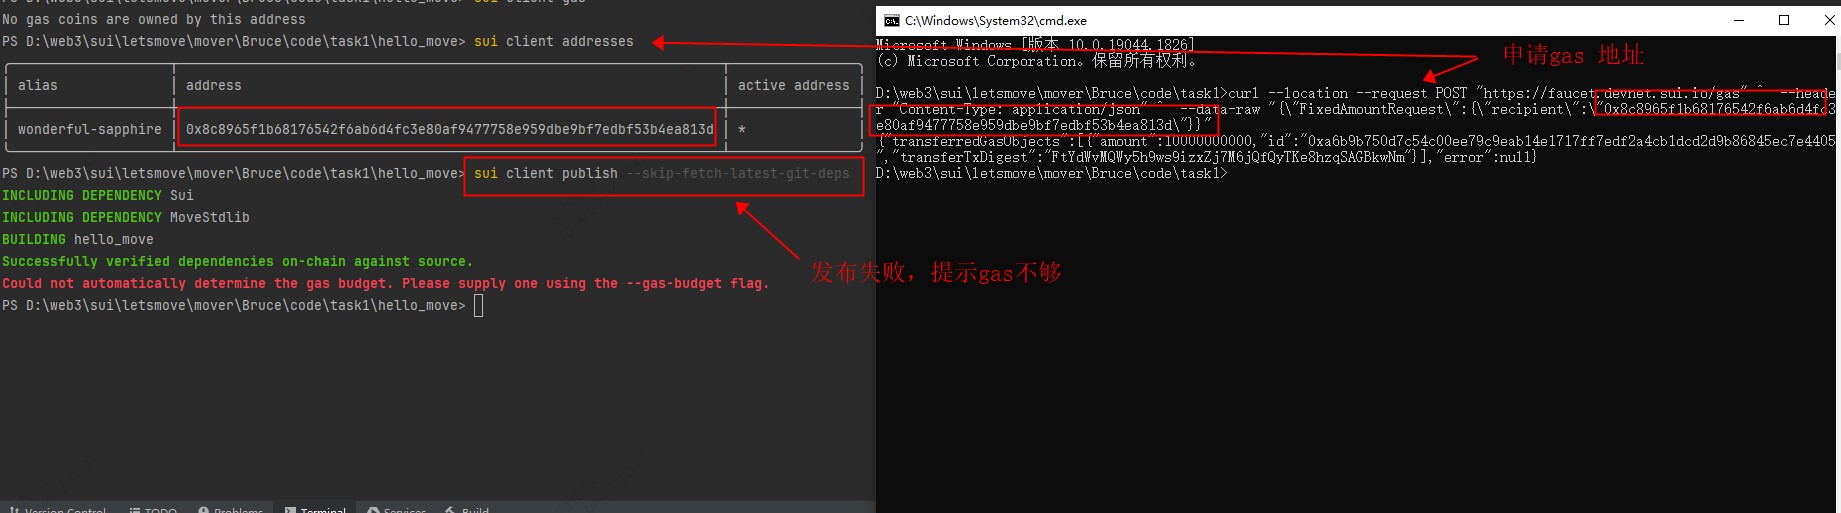 sui client gas
No gas coins are owned by this address
PS D:\web3\sui\letsmove\mover\Bruce\code\task1\hello_move> sui client addresses
alias address active address
wonderful-sapphire 0x8c8965f1b68176542f6ab6d4fc3e80af9477758e959dbe9bf7edbf53b4ea813d *
PS D:\web3\sui\letsmove\mover\Bruce\code\task1\hello_move> sui client publish --skip-fetch-latest-git-deps
INCLUDING DEPENDENCY Sui
INCLUDING DEPENDENCY MoveStdlib
BUILDING hello_move
Successfully verified dependencies on-chain against source.
Could not automatically determine the gas budget. Please supply one using the --gas-budget flag.
PS D:\web3\sui\letsmove\mover\Bruce\code\task1\hello_move>
发布失败，提示gas不够
Version Control TODO Problems Terminal Services Build
C:\Windows\System32\cmd.exe
Microsoft Windows [版本 10.0.19044.1826]
(c) Microsoft Corporation。保留所有权利。
申请gas 地址
D:\web3\sui\letsmove\mover\Bruce\code\task1>curl --location --request POST "https://faucet.devnet.sui.io/gas" ^ --heade
r "Content-Type: application/json" ^ --data-raw "{\"FixedAmountRequest\":{\"recipient\":\"0x8c8965f1b68176542f6ab6d4fc3
e80af9477758e959dbe9bf7edbf53b4ea813d\"}}"
{"transferredGasObjects":[{"amount":10000000000,"id":"0xa6b9b750d7c54c00ee79c9eab14e1717ff7edf2a4cb1dcd2d9b86845ec7e4405
","transferTxDigest":"FtYdWvMQWy5h9ws9izxZj7M6jQfQyTKe8hzqSAGBkwNm"}],"error":null}
D:\web3\sui\letsmove\mover\Bruce\code\task1>